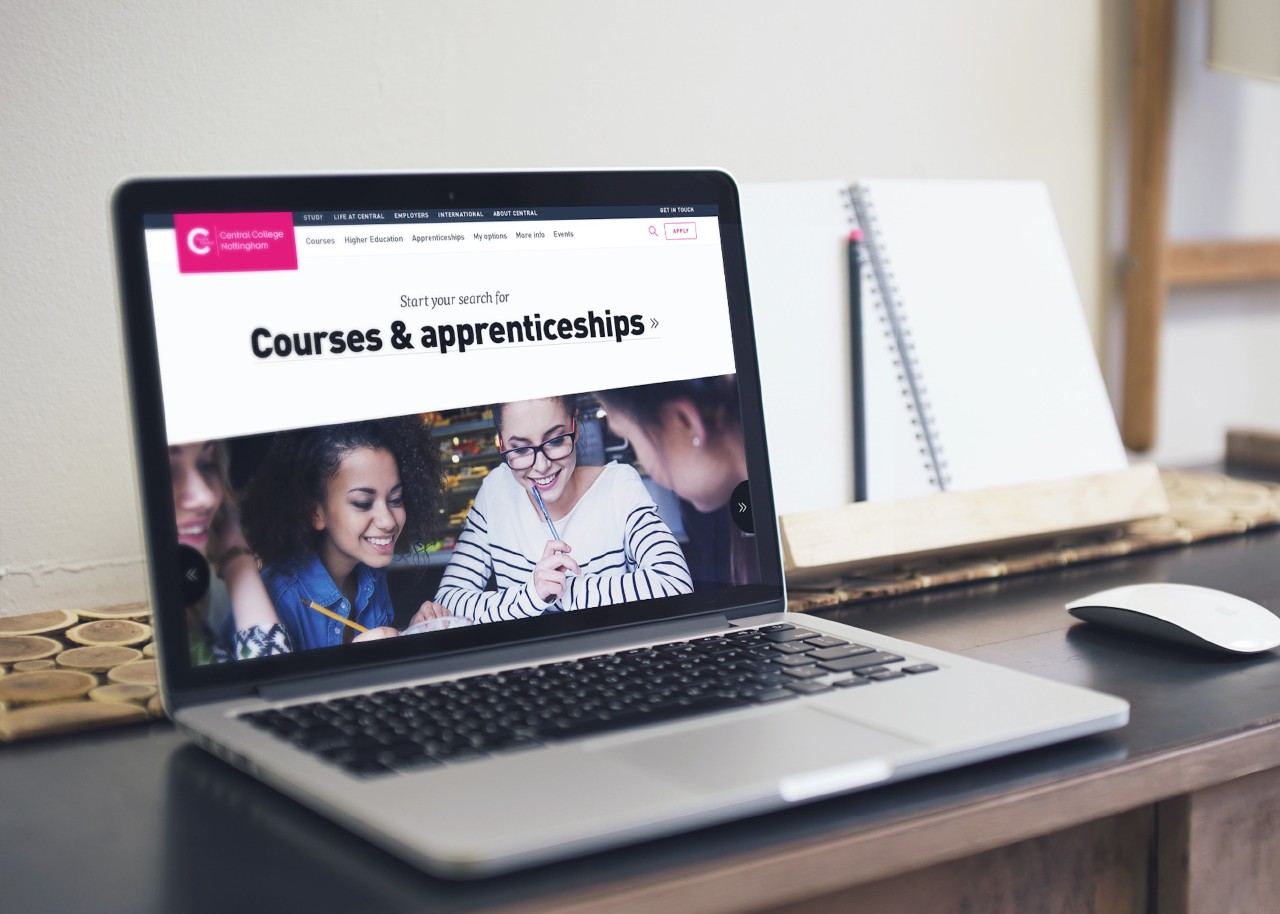 STUDY LIFE AT CENTRAL EMPLOYERS INTERNATIONAL ABOUT CENTRAL GET IN TOUCH
Central College
Nottingham
Courses Higher Education Apprenticeships My options More info Events APPLY
Start your search for
Courses & apprenticeships »